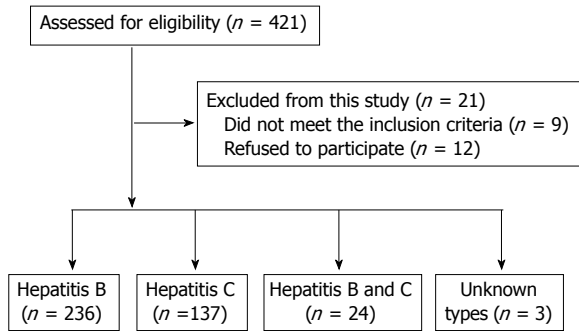 Assessed for eligibility (n = 421)
Excluded from this study (n = 21)
Did not meet the inclusion criteria (n = 9)
Refused to participate (n = 12)
Hepatitis B
(n = 236)
Hepatitis C
(n =137)
Hepatitis B and C
(n = 24)
Unknown
types (n = 3)